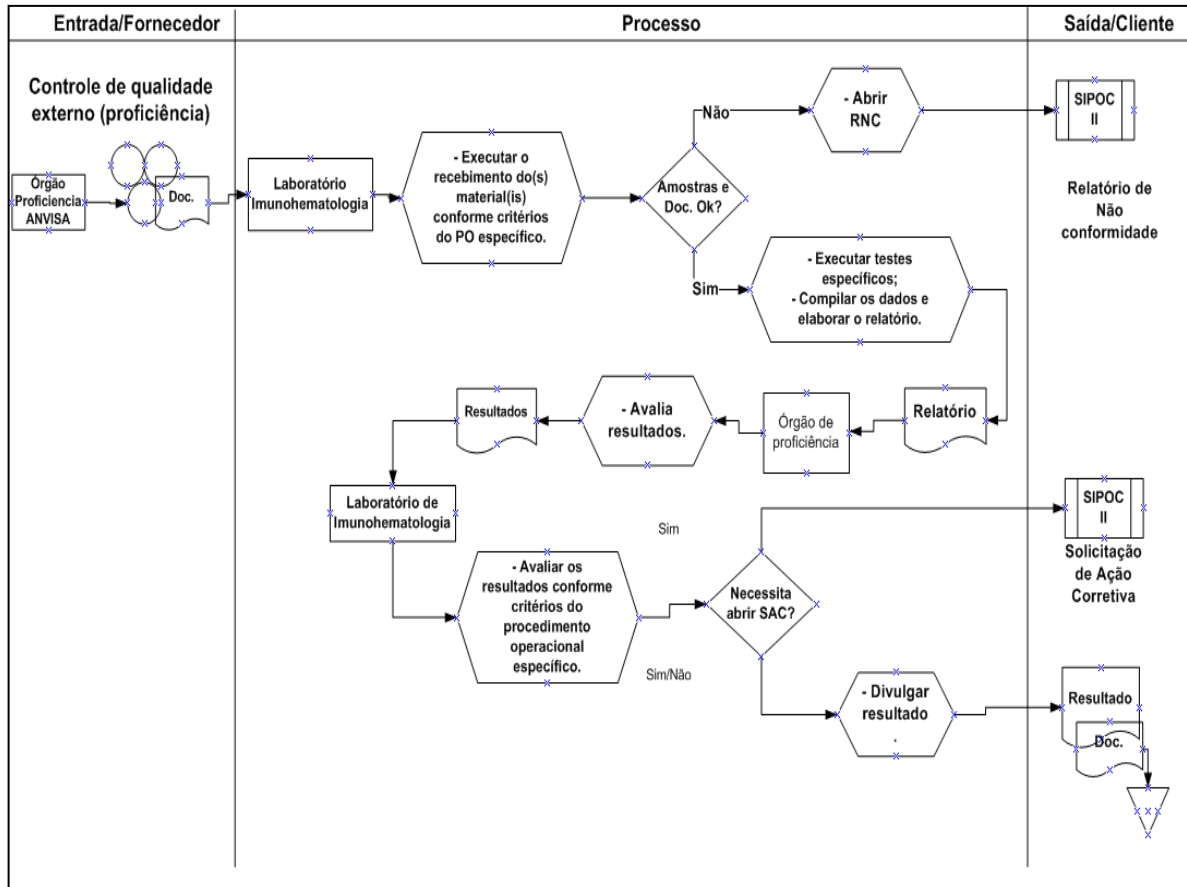 Entrada/Fornecedor
Processo
Saída/Cliente
Controle de qualidade
externo (proficiência)
Órgão
Proficiencia
ANVISA
Doc.
Laboratório
Imunohematologia
- Executar o
recebimento do(s)
material(is)
conforme critérios
do PO específico.
Amostras e
Doc. Ok?
Não
- Abrir
RNC
SIPOC
II
Relatório de
Não
conformidade
Sim
- Executar testes
específicos;
- Compilar os dados e
elaborar o relatório.
Relatório
Órgão de
proficiência
- Avalia
resultados.
Resultados
Laboratório de
Imunohematologia
- Avaliar os
resultados conforme
critérios do
procedimento
operacional
específico.
Necessita
abrir SAC?
Sim
SIPOC
II
Solicitação
de Ação
Corretiva
Sim/Não
- Divulgar
resultado
.
Resultado
Doc.